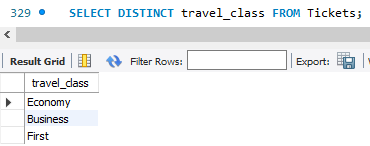 329 SELECT DISTINCT travel_class FROM Tickets;
Result Grid Filter Rows: Export:
travel_class
Economy
Business
First